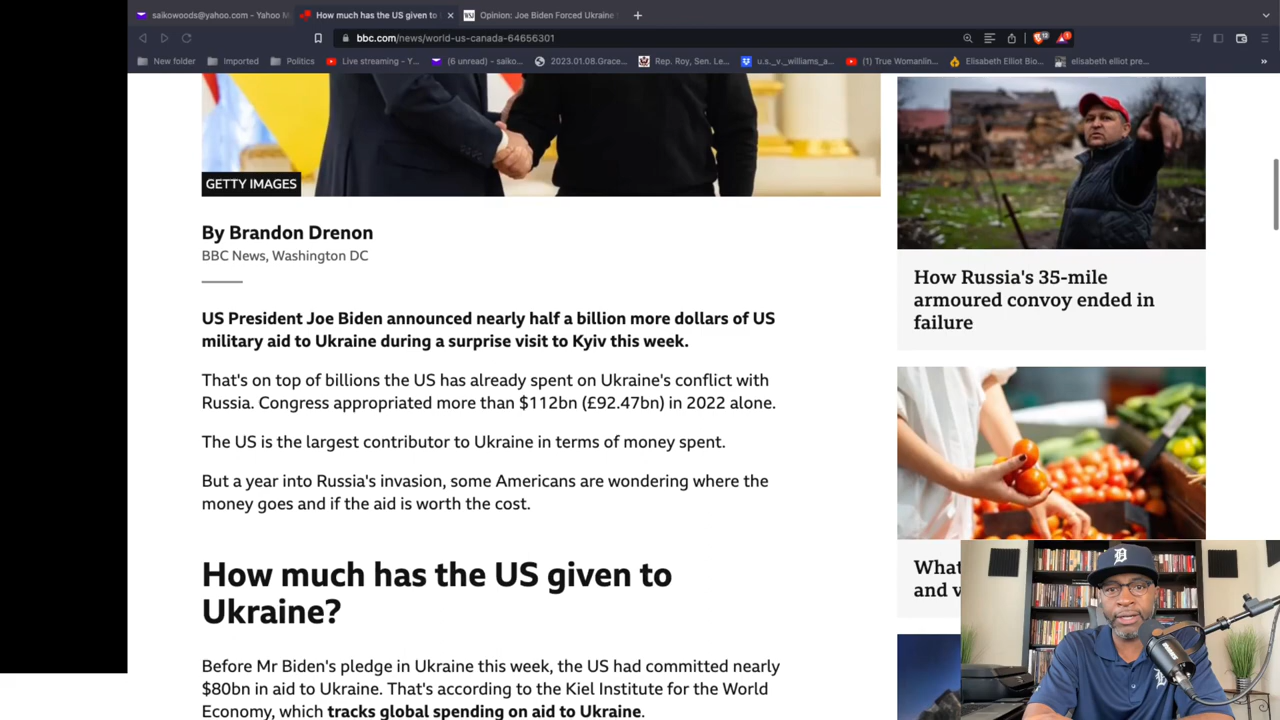 saikowoods@yahoo.com - Yahoo M
How much has the US given to
Opinion: Joe Biden Forced Ukraine
bbc.com/news/world-us-canada-64656301
New folder
Imported
Politics
Live streaming - Y...
(6 unread) - saiko...
2023.01.08.Grace...
Rep. Roy, Sen. Le...
u.s._v._williams_a...
(1) True Womanlin...
Elisabeth Elliot Bio...
elisabeth elliot pre...
GETTY IMAGES
By Brandon Drenon
BBC News, Washington DC
US President Joe Biden announced nearly half a billion more dollars of US
military aid to Ukraine during a surprise visit to Kyiv this week.
That's on top of billions the US has already spent on Ukraine's conflict with
Russia. Congress appropriated more than $112bn (£92.47bn) in 2022 alone.
The US is the largest contributor to Ukraine in terms of money spent.
But a year into Russia's invasion, some Americans are wondering where the
money goes and if the aid is worth the cost.
How much has the US given to
Ukraine?
Before Mr Biden's pledge in Ukraine this week, the US had committed nearly
$80bn in aid to Ukraine. That's according to the Kiel Institute for the World
Economy, which tracks global spending on aid to Ukraine.
How Russia's 35-mile
armoured convoy ended in
failure
What
and v